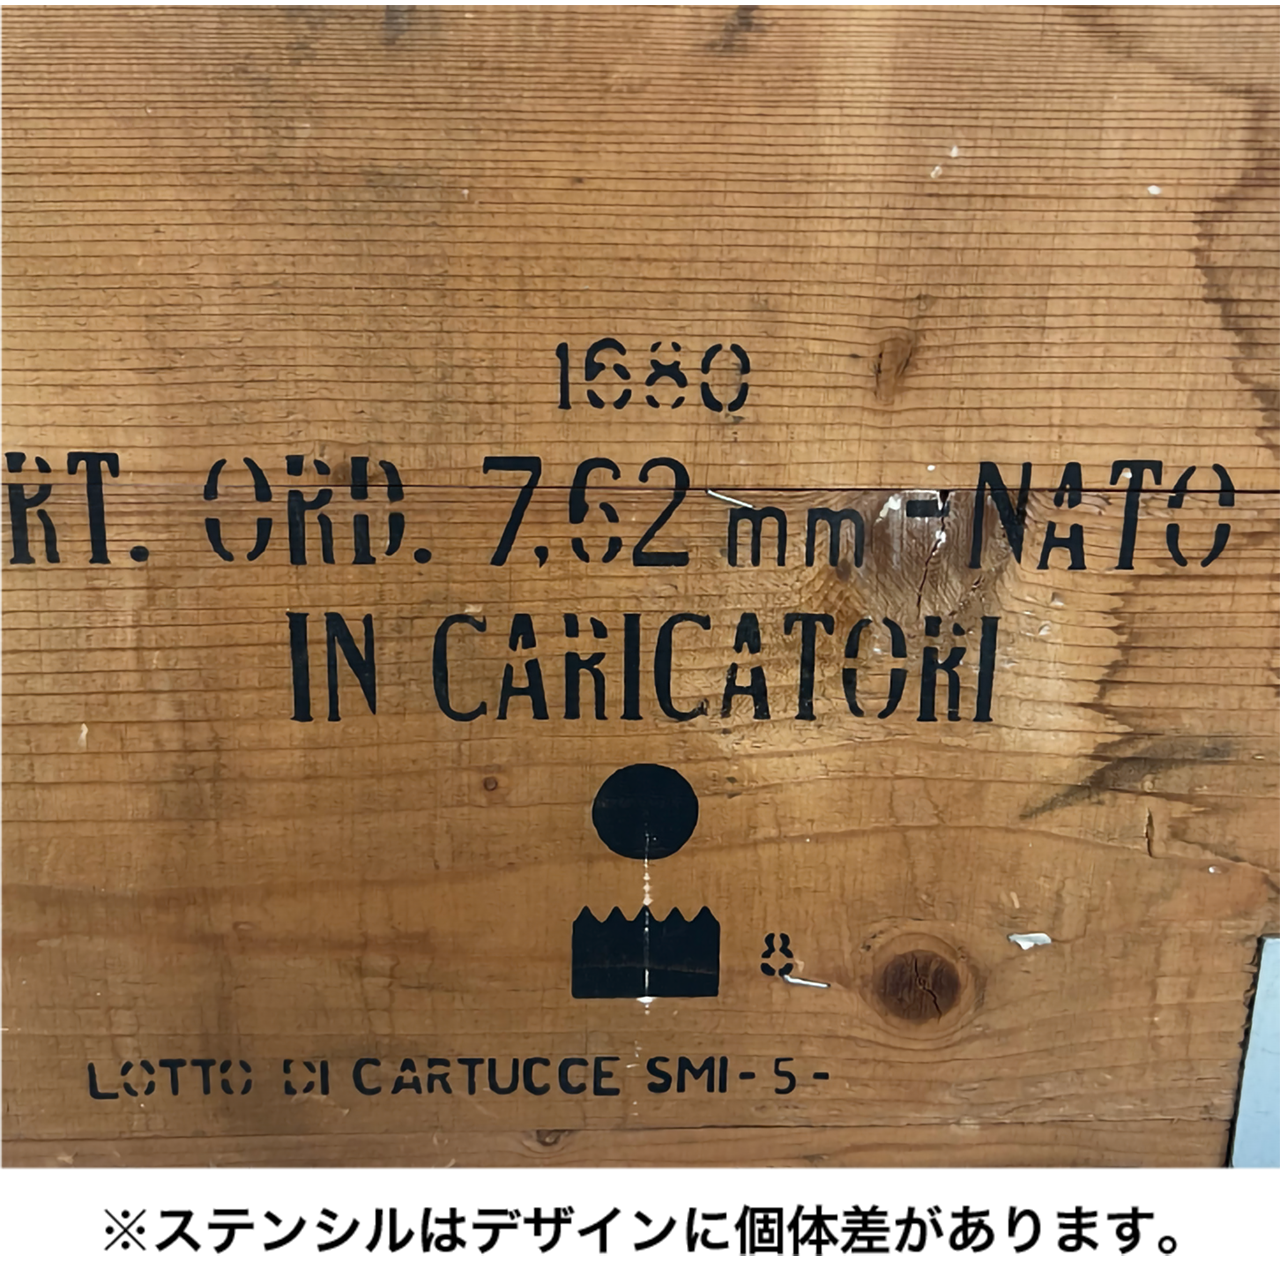 1680
RT. ORD. 7,62 mm - NATO
IN CARICATORI
8
LOTTO DI CARTUCCE SMI - 5 -
※ステンシルはデザインに個体差があります。